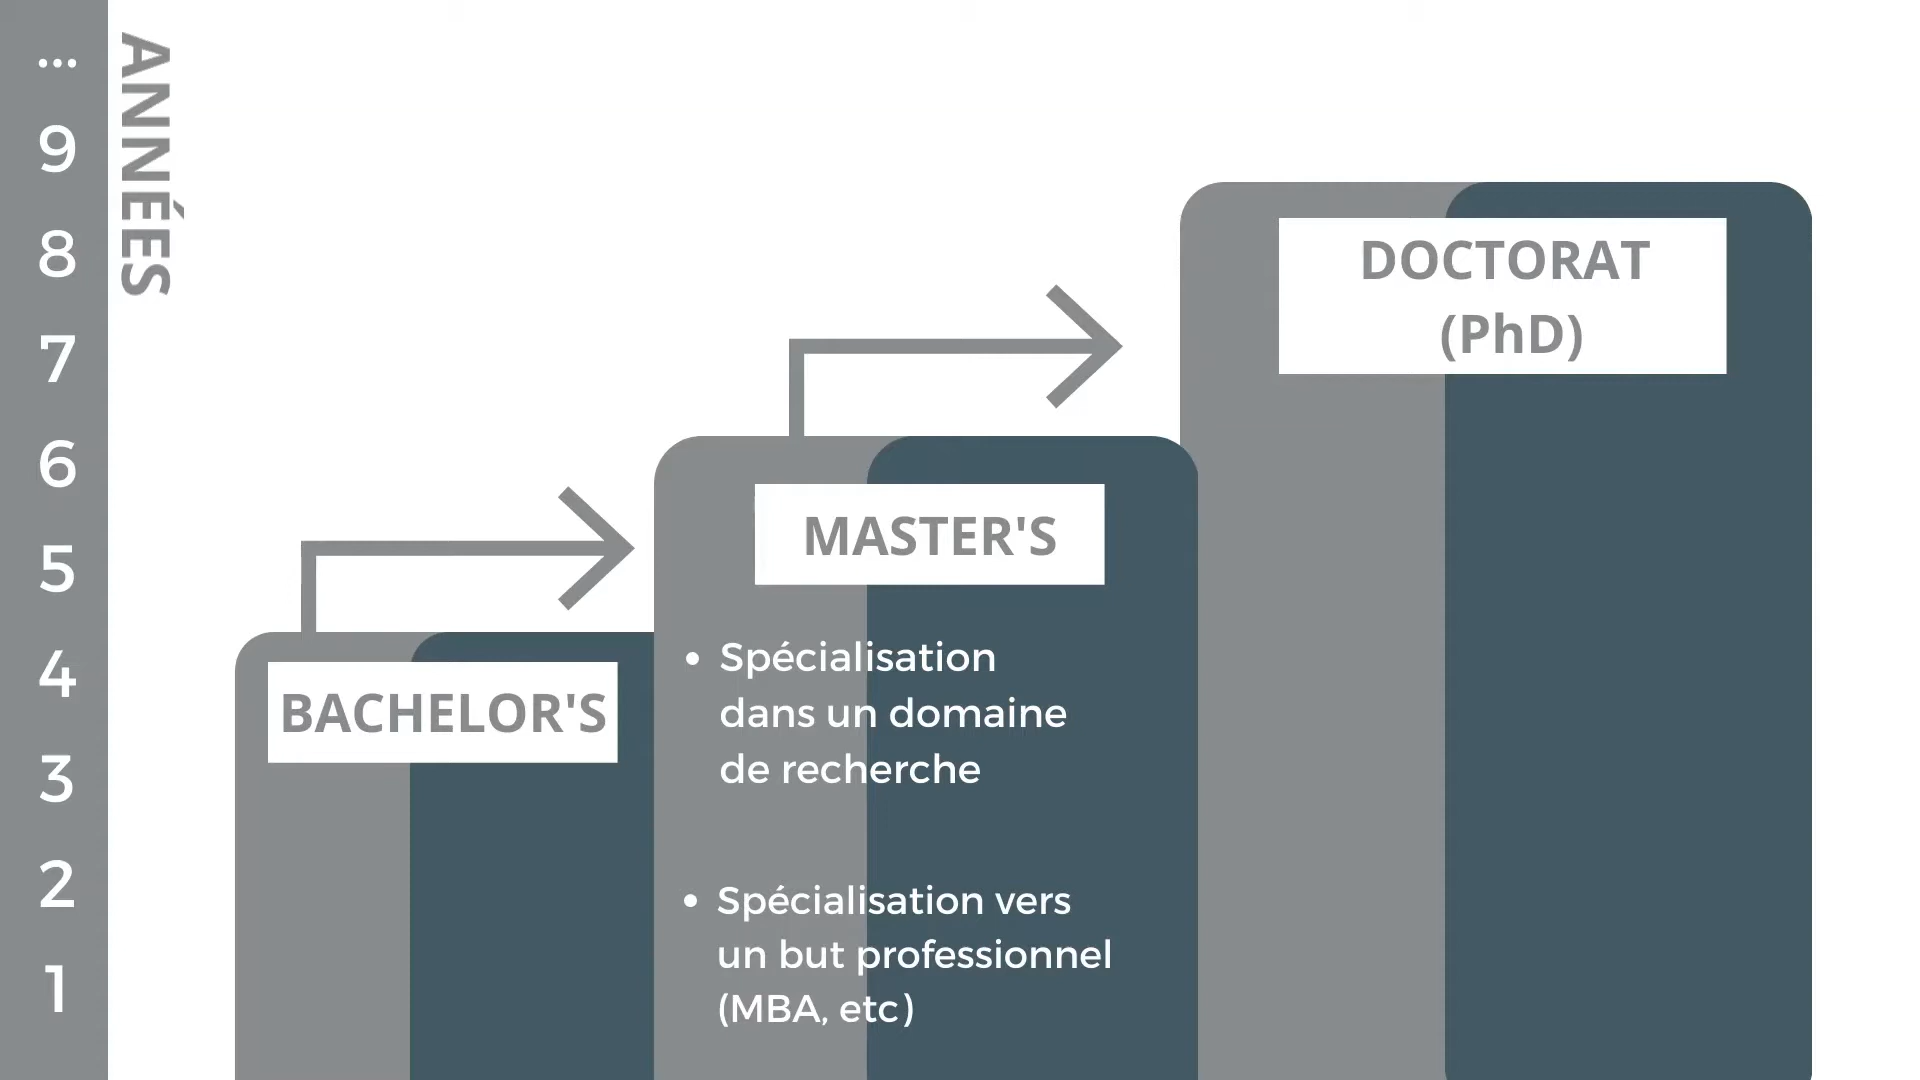 ...
9
8
7
6
5
4
3
2
1
ANNÉES
BACHELOR'S
MASTER'S
• Spécialisation
dans un domaine
de recherche
• Spécialisation vers
un but professionnel
(MBA, etc)
DOCTORAT
(PhD)